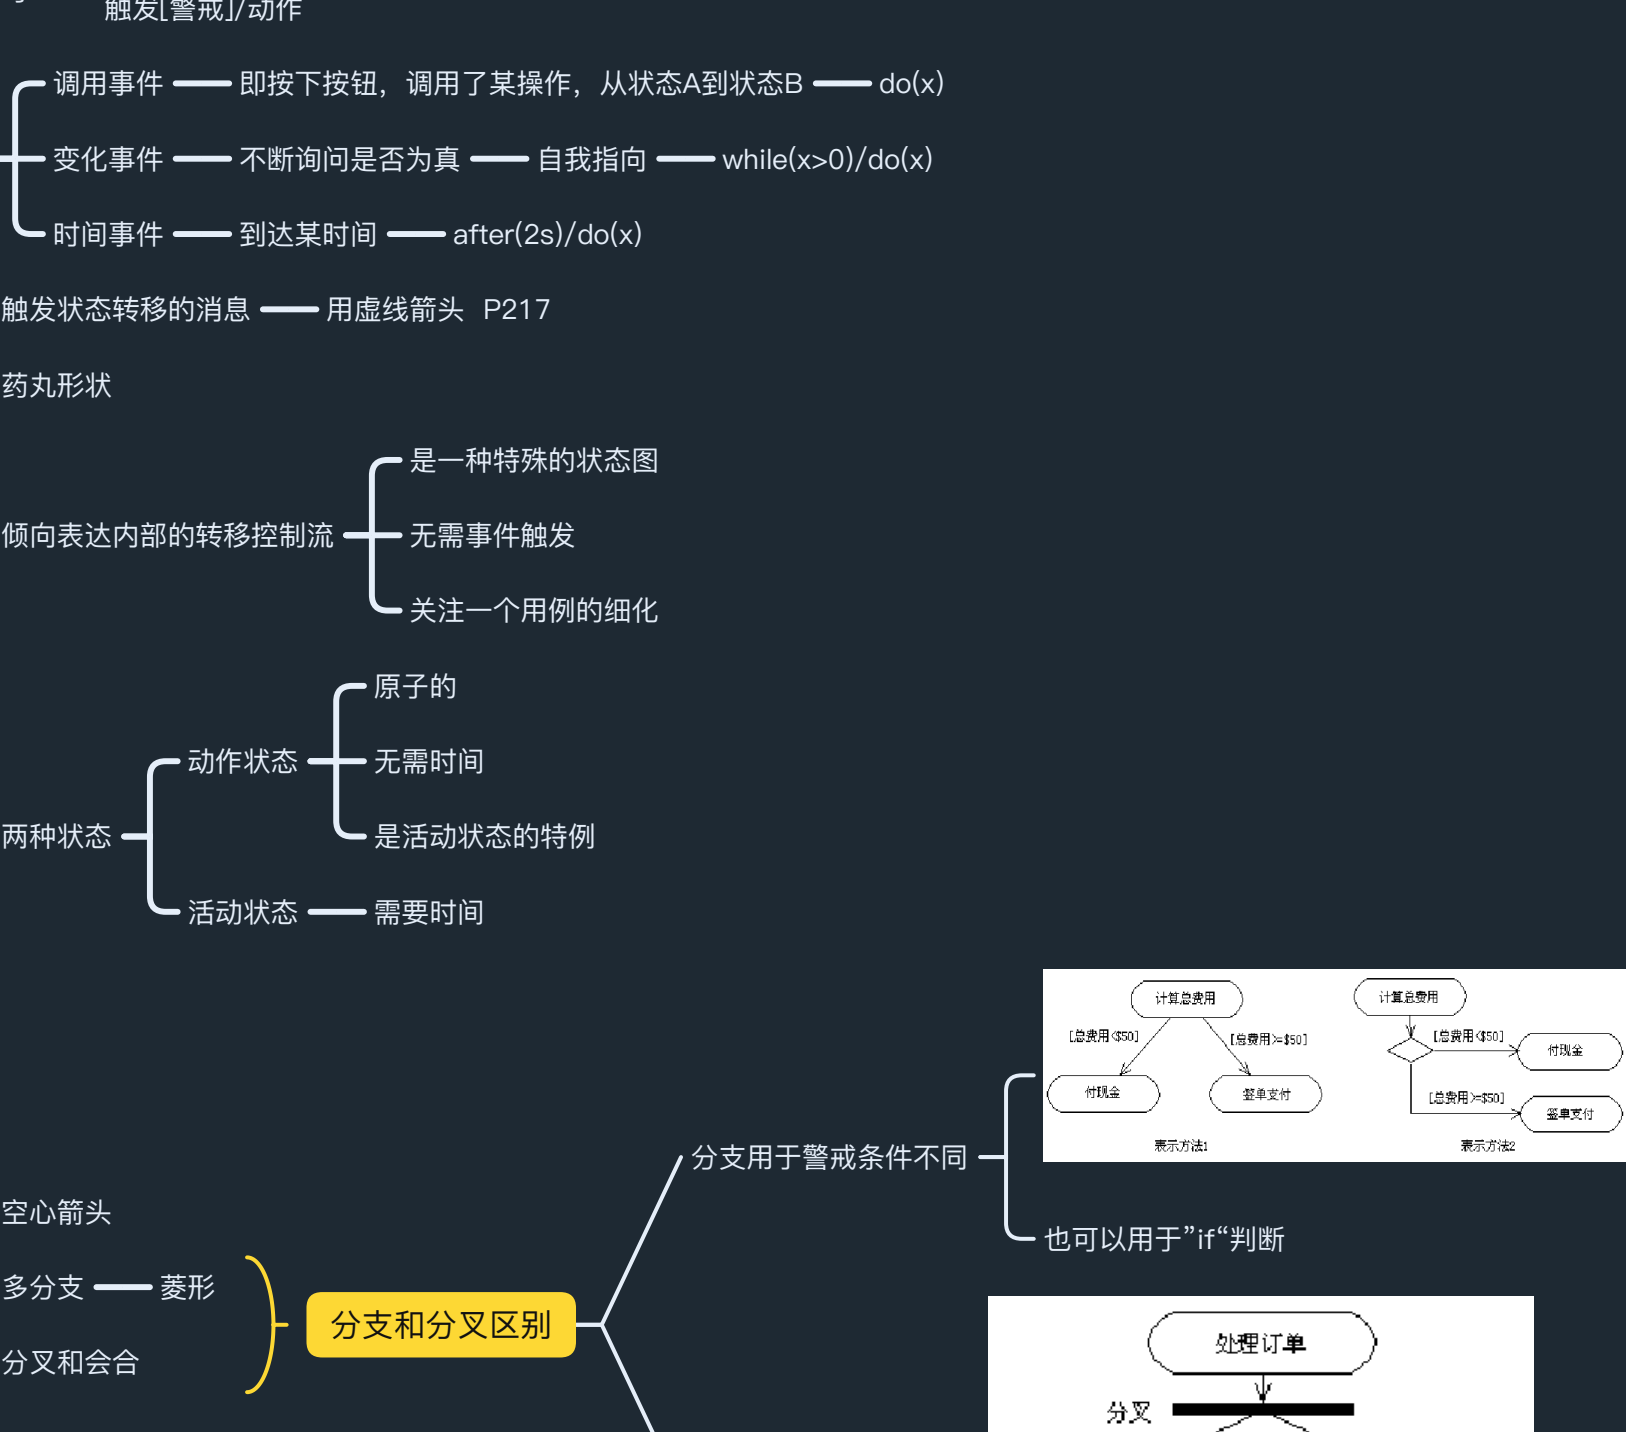 触发[警戒]/动作
调用事件 即按下按钮，调用了某操作，从状态A到状态B do(x)
变化事件 不断询问是否为真 自我指向 while(x>0)/do(x)
时间事件 到达某时间 after(2s)/do(x)
触发状态转移的消息 用虚线箭头 P217
药丸形状
是一种特殊的状态图
倾向表达内部的转移控制流 无需事件触发
关注一个用例的细化
原子的
动作状态 无需时间
两种状态 是活动状态的特例
活动状态 需要时间
计算总费用 计算总费用
[总费用<$50] [总费用>=$50] [总费用<$50]
付现金
付现金 签单支付
[总费用>=$50]
签单支付
表示方法1 表示方法2
分支用于警戒条件不同
空心箭头
也可以用于”if“判断
多分支 菱形
分支和分叉区别
处理订单
分叉和会合
分叉